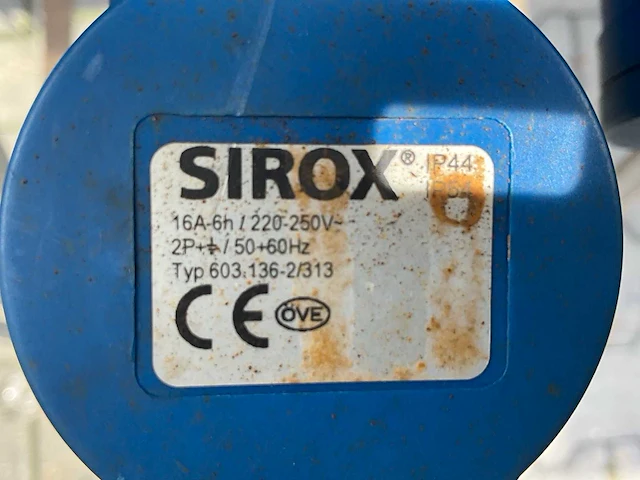 SIROX® IP44
16A-6h / 220-250V~
2P+⏚ / 50+60Hz
Typ 603.136-2/313
CE ÖVE